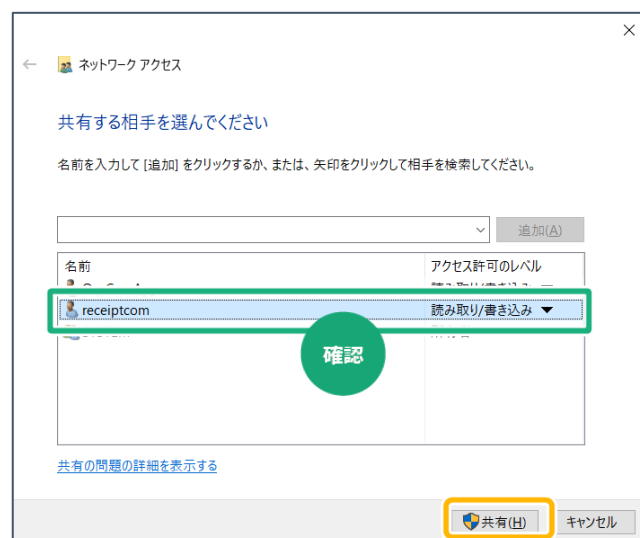 ネットワーク アクセス
共有する相手を選んでください
名前を入力して [追加] をクリックするか、または、矢印をクリックして相手を検索してください。
追加(A)
名前 アクセス許可のレベル
receiptcom 読み取り/書き込み
確認
共有の問題の詳細を表示する
共有(H) キャンセル